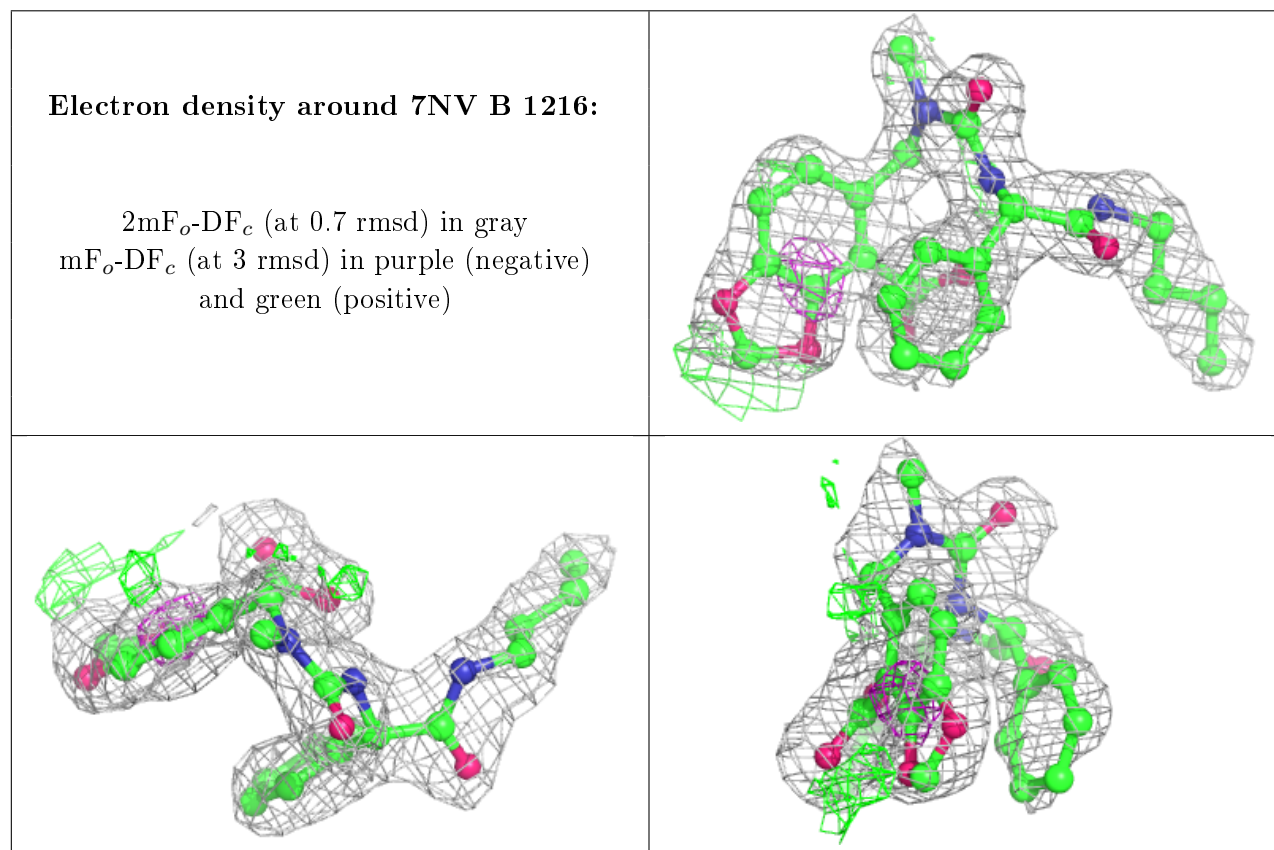 Electron density around 7NV B 1216:
2mFₒ-DF𝒸 (at 0.7 rmsd) in gray
mFₒ-DF𝒸 (at 3 rmsd) in purple (negative)
and green (positive)